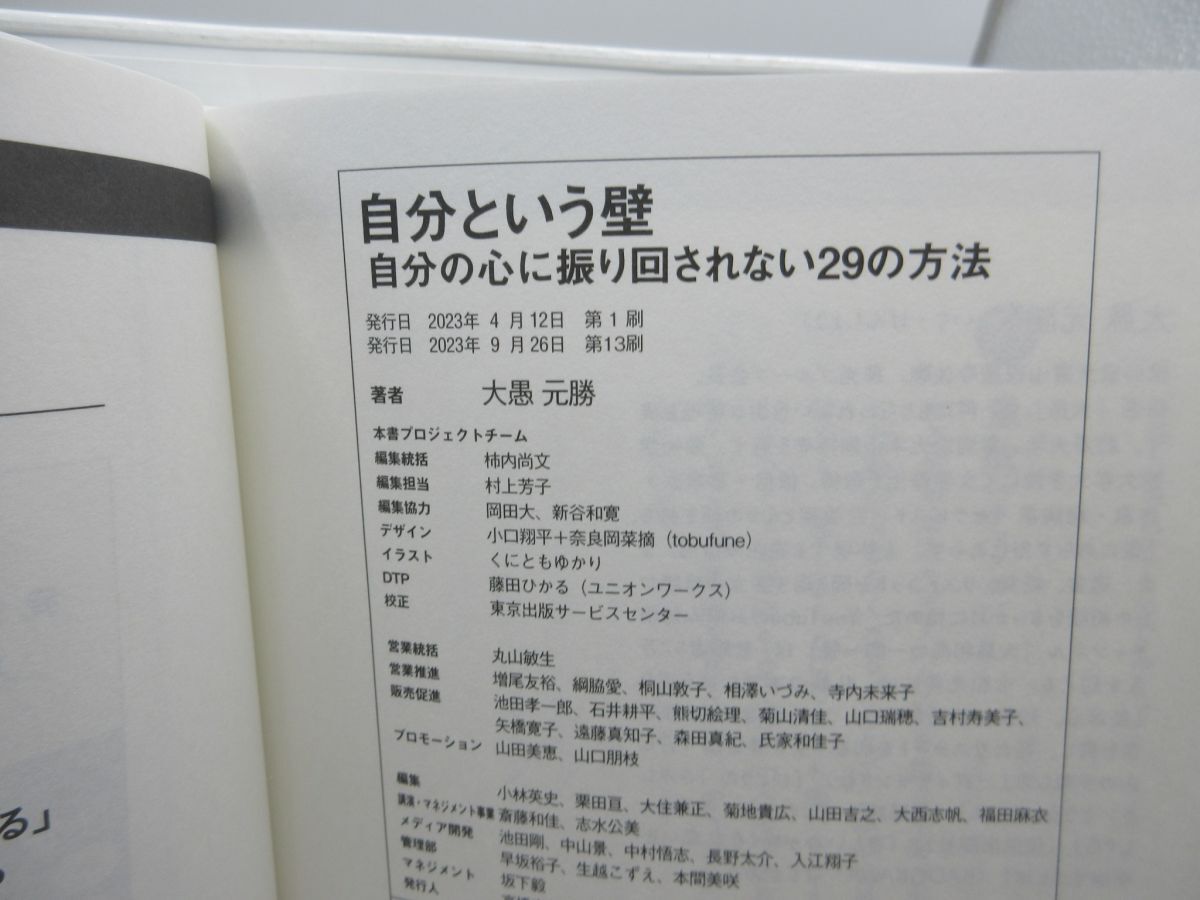 自分という壁
自分の心に振り回されない29の方法
発行日 2023年 4 月12日 第 1 刷
発行日 2023年 9 月26日 第13刷
著者 大愚 元勝
本書プロジェクトチーム
編集統括 柿内尚文
編集担当 村上芳子
編集協力 岡田大、新谷和寛
デザイン 小口翔平+奈良岡菜摘(tobufune)
イラスト くにともゆかり
DTP 藤田ひかる(ユニオンワークス)
校正 東京出版サービスセンター
営業統括 丸山敏生
営業推進 増尾友裕、綱脇愛、桐山敦子、相澤いづみ、寺内未来子
販売促進 池田孝一郎、石井耕平、熊切絵理、菊山清佳、山口瑞穂、吉村寿美子、
矢橋寛子、遠藤真知子、森田真紀、氏家和佳子
プロモーション 山田美恵、山口朋枝
編集 小林英史、栗田亘、大住兼正、菊地貴広、山田吉之、大西志帆、福田麻衣
講演・マネジメント事業 斎藤和佳、志水公美
メディア開発 池田剛、中山景、中村悟志、長野太介、入江翔子
管理部 早坂裕子、生越こずえ、本間美咲
マネジメント 坂下毅
発行人
る」